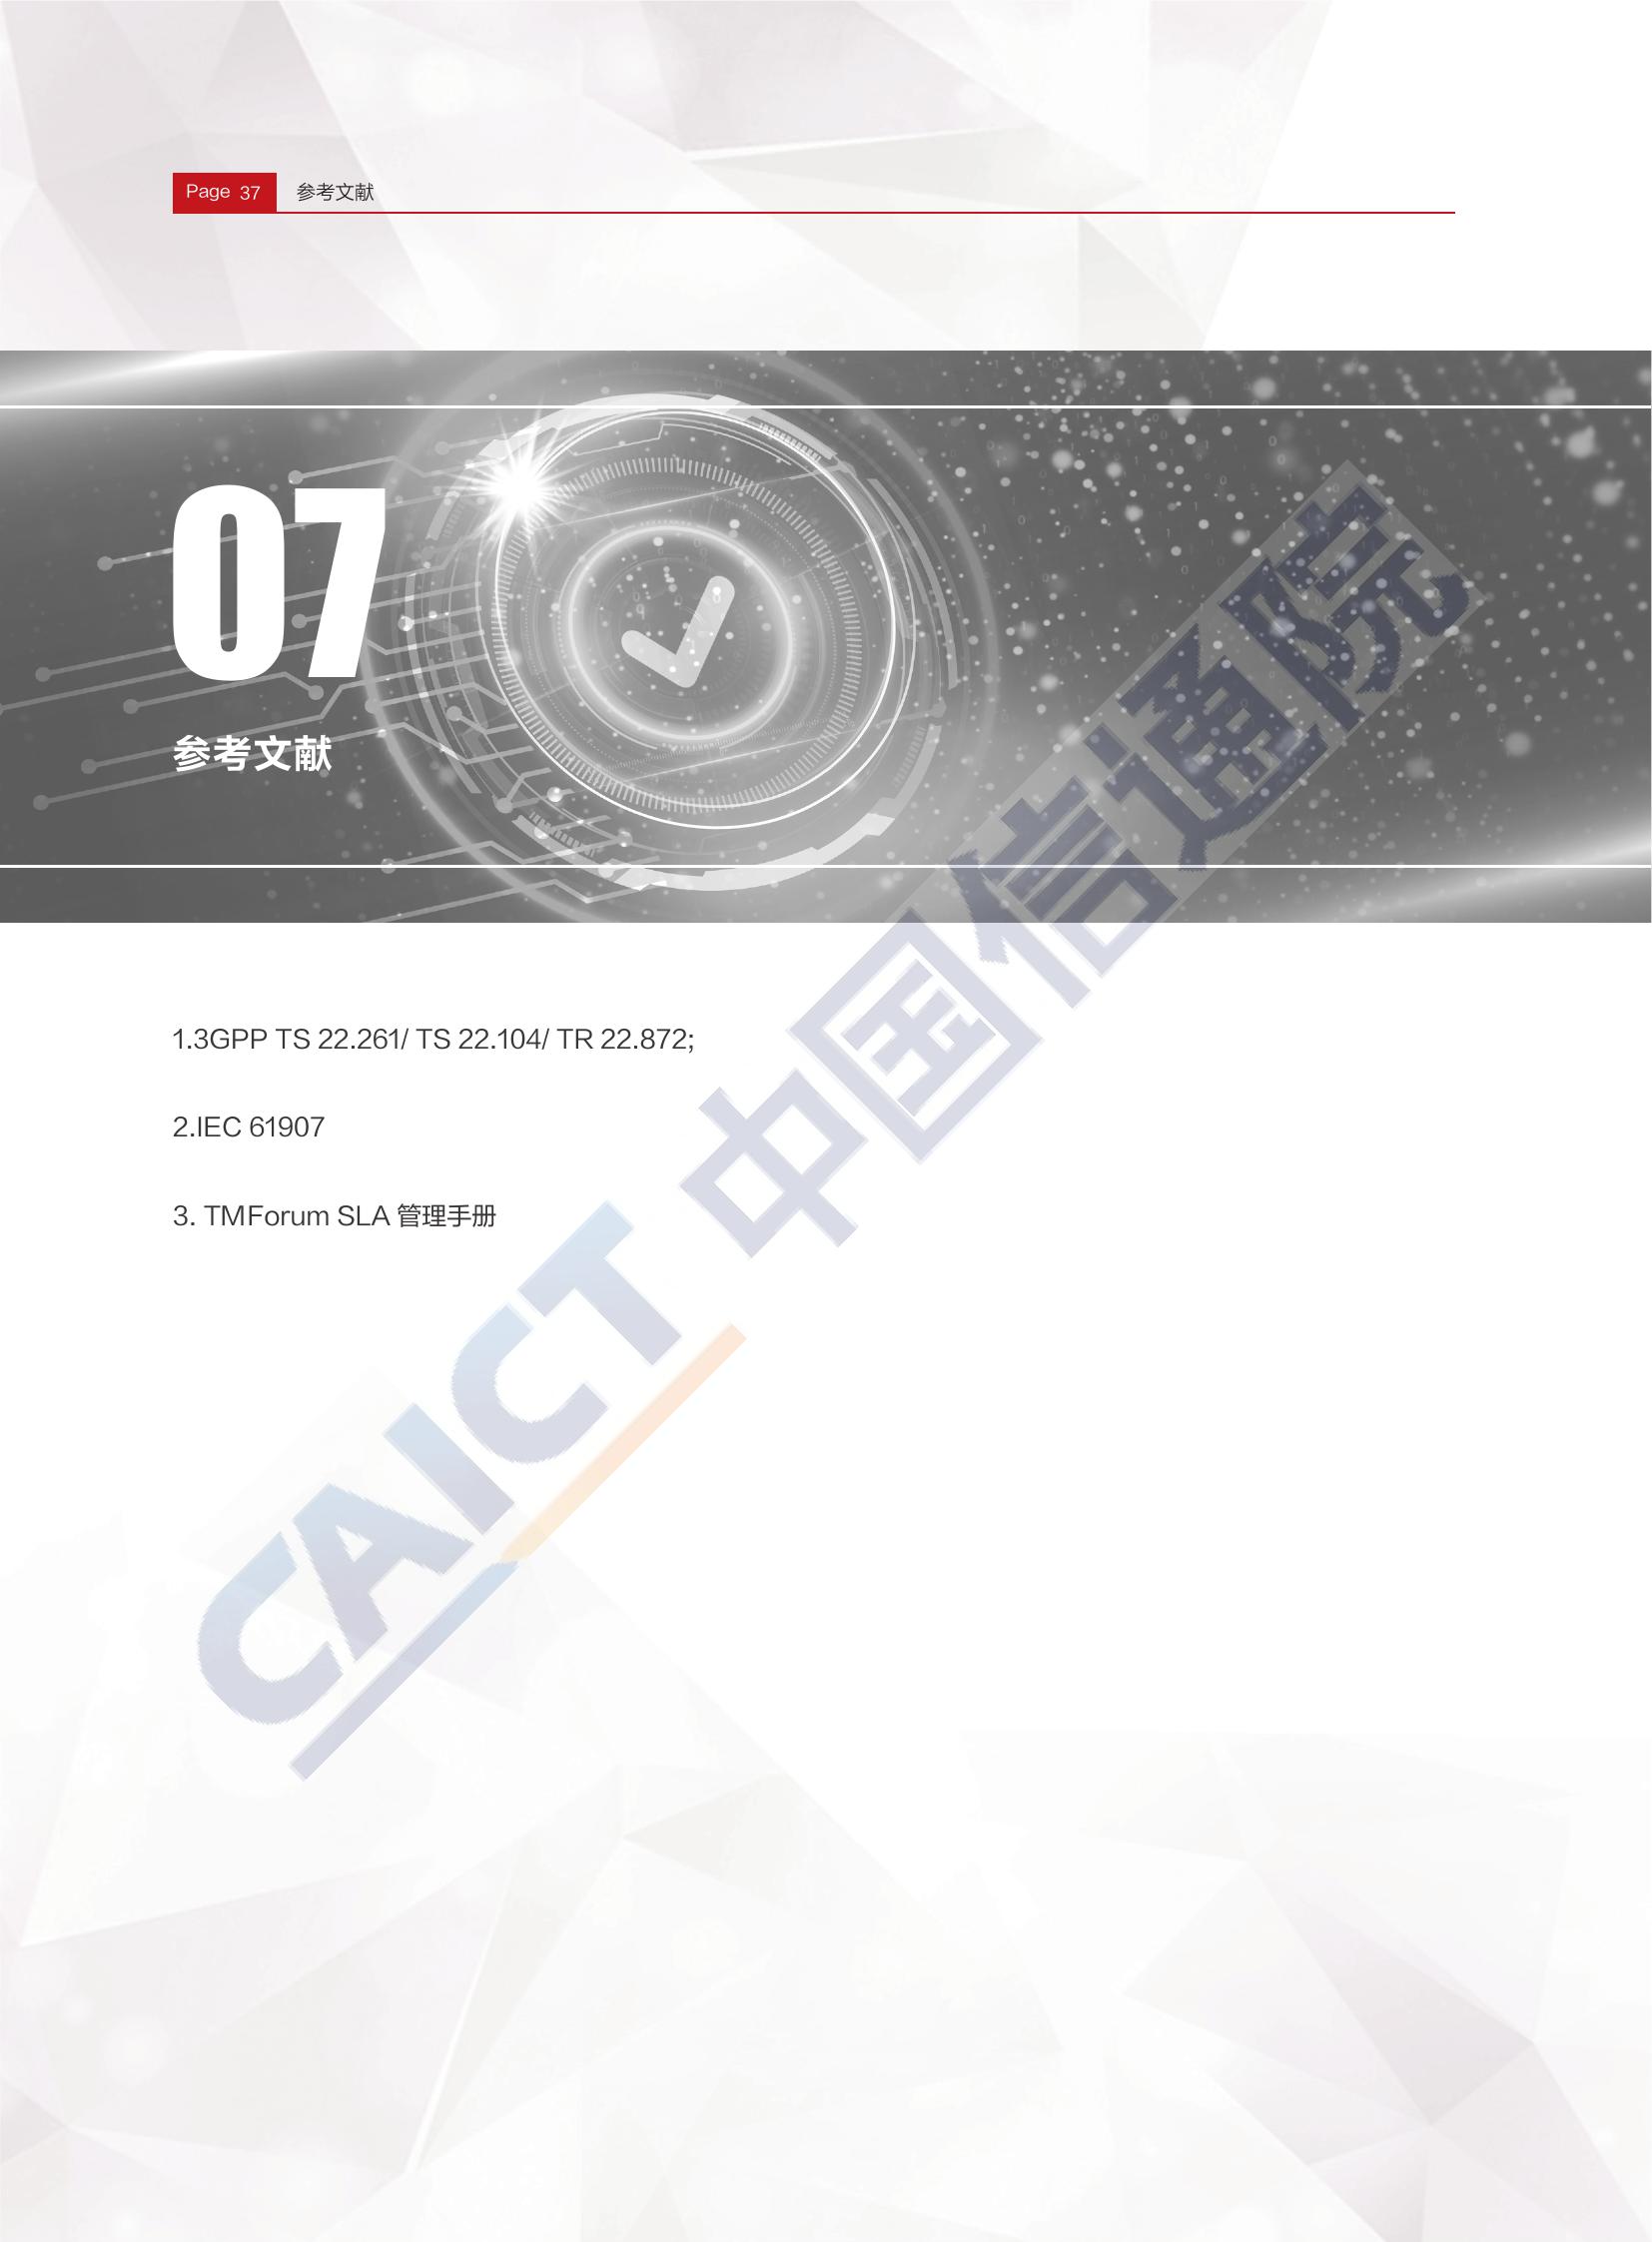 Page 37 参考文献
07
参考文献
1.3GPP TS 22.261/ TS 22.104/ TR 22.872;
2.IEC 61907
3. TMForum SLA 管理手册
CAICT 中国信通院